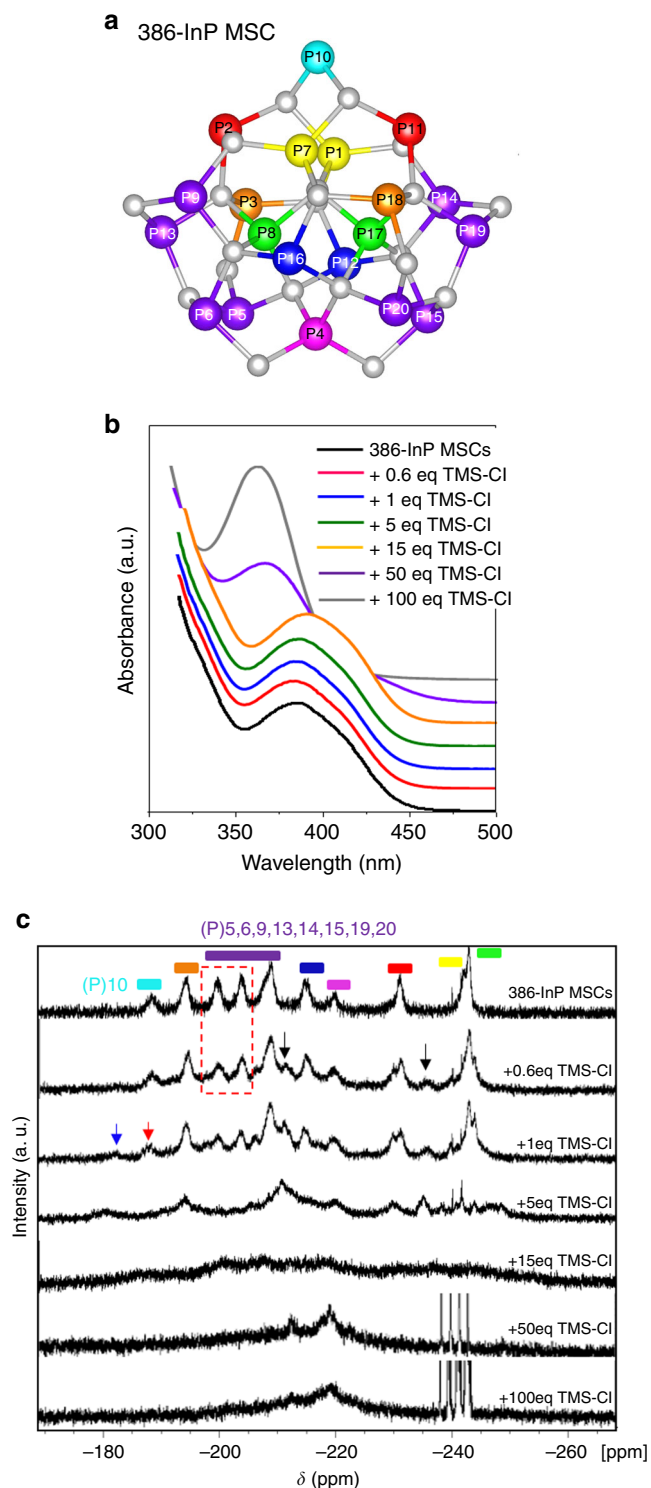 a 386-InP MSC
P10
P2
P11
P7
P1
P9
P3
P18
P14
P13
P8
P17
P19
P16
P12
P6
P5
P20
P15
P4
b
386-InP MSCs
+ 0.6 eq TMS-Cl
+ 1 eq TMS-Cl
+ 5 eq TMS-Cl
+ 15 eq TMS-Cl
+ 50 eq TMS-Cl
+ 100 eq TMS-Cl
Absorbance (a.u.)
300 350 400 450 500
Wavelength (nm)
c
(P)5,6,9,13,14,15,19,20
(P)10
386-InP MSCs
+0.6eq TMS-Cl
+1eq TMS-Cl
+5eq TMS-Cl
+15eq TMS-Cl
+50eq TMS-Cl
+100eq TMS-Cl
Intensity (a. u.)
−180 −200 −220 −240 −260 [ppm]
δ (ppm)